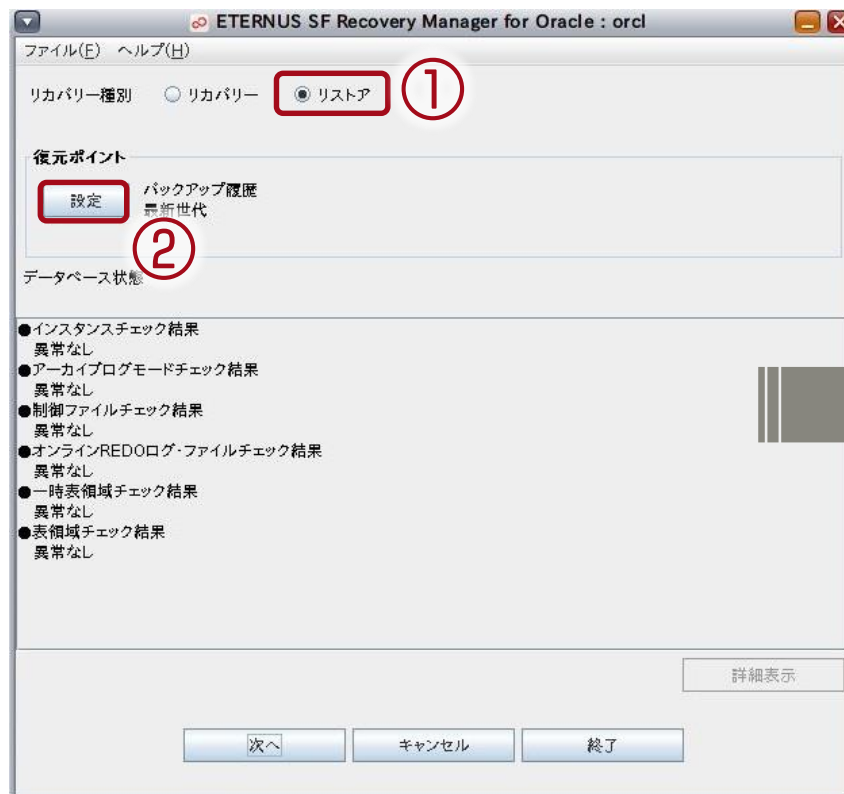 ETERNUS SF Recovery Manager for Oracle : orcl
ファイル(F) ヘルプ(H)
リカバリー種別 リカバリー リストア ①
復元ポイント
設定 バックアップ履歴
最新世代
②
データベース状態
●インスタンスチェック結果
異常なし
●アーカイブログモードチェック結果
異常なし
●制御ファイルチェック結果
異常なし
●オンラインREDOログ・ファイルチェック結果
異常なし
●一時表領域チェック結果
異常なし
●表領域チェック結果
異常なし
詳細表示
次へ キャンセル 終了